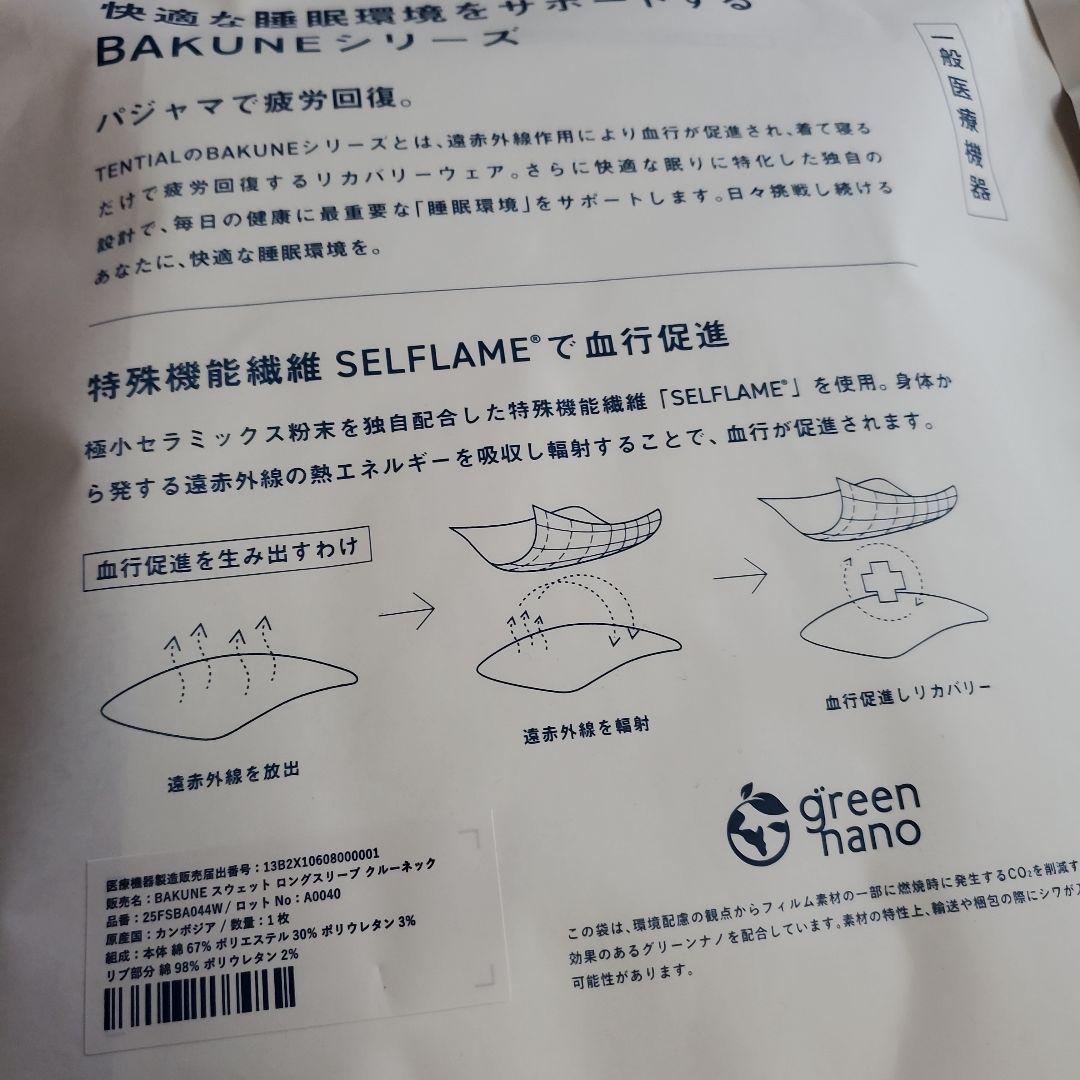 快適な睡眠環境をサポートする
BAKUNEシリーズ
一般医療機器
パジャマで疲労回復。
TENTIALのBAKUNEシリーズとは、遠赤外線作用により血行が促進され、着て寝る
だけで疲労回復するリカバリーウェア。さらに快適な眠りに特化した独自の
設計で、毎日の健康に最重要な「睡眠環境」をサポートします。日々挑戦し続ける
あなたに、快適な睡眠環境を。
特殊機能繊維 SELFLAME®で血行促進
極小セラミックス粉末を独自配合した特殊機能繊維「SELFLAME®」を使用。身体か
ら発する遠赤外線の熱エネルギーを吸収し輻射することで、血行が促進されます。
血行促進を生み出すわけ
遠赤外線を放出
遠赤外線を輻射
血行促進しリカバリー
green
nano
この袋は、環境配慮の観点からフィルム素材の一部に燃焼時に発生するCO₂を削減す
効果のあるグリーンナノを配合しています。素材の特性上、輸送や梱包の際にシワが
可能性があります。
医療機器製造販売届出番号：13B2X10608000001
販売名：BAKUNE スウェット ロングスリーブ クルーネック
品番：25FSBA044W / ロット No：A0040
原産国：カンボジア / 数量：1 枚
組成：本体 綿 67% ポリエステル 30% ポリウレタン 3%
リブ部分 綿 98% ポリウレタン 2%